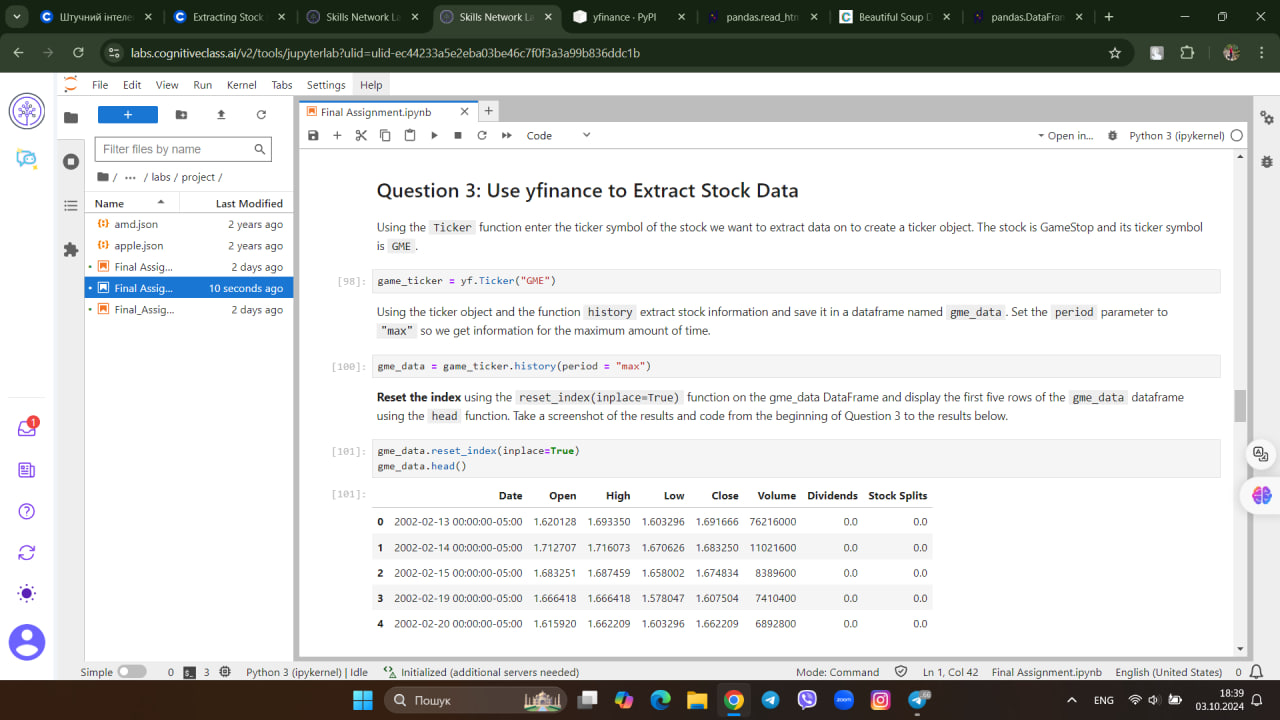 Штучний інтеле
Extracting Stock
Skills Network La
Skills Network La
yfinance · PyPI
pandas.read_htm
Beautiful Soup D
pandas.DataFram
labs.cognitiveclass.ai/v2/tools/jupyterlab?ulid=ulid-ec44233a5e2eba03be46c7f0f3a3a99b836ddc1b
File Edit View Run Kernel Tabs Settings Help
Filter files by name
/ ... / labs / project /
Name Last Modified
amd.json 2 years ago
apple.json 2 years ago
Final Assig... 2 days ago
Final Assig... 10 seconds ago
Final_Assig... 2 days ago
1
Final Assignment.ipynb
Code
Open in...
Python 3 (ipykernel)
Question 3: Use yfinance to Extract Stock Data
Using the Ticker function enter the ticker symbol of the stock we want to extract data on to create a ticker object. The stock is GameStop and its ticker symbol
is GME .
[98]: game_ticker = yf.Ticker("GME")
Using the ticker object and the function history extract stock information and save it in a dataframe named gme_data . Set the period parameter to
"max" so we get information for the maximum amount of time.
[100]: gme_data = game_ticker.history(period = "max")
Reset the index using the reset_index(inplace=True) function on the gme_data DataFrame and display the first five rows of the gme_data dataframe
using the head function. Take a screenshot of the results and code from the beginning of Question 3 to the results below.
[101]: gme_data.reset_index(inplace=True)
gme_data.head()
[101]: Date Open High Low Close Volume Dividends Stock Splits
0 2002-02-13 00:00:00-05:00 1.620128 1.693350 1.603296 1.691666 76216000 0.0 0.0
1 2002-02-14 00:00:00-05:00 1.712707 1.716073 1.670626 1.683250 11021600 0.0 0.0
2 2002-02-15 00:00:00-05:00 1.683251 1.687459 1.658002 1.674834 8389600 0.0 0.0
3 2002-02-19 00:00:00-05:00 1.666418 1.666418 1.578047 1.607504 7410400 0.0 0.0
4 2002-02-20 00:00:00-05:00 1.615920 1.662209 1.603296 1.662209 6892800 0.0 0.0
Simple 0 3 Python 3 (ipykernel) | Idle Initialized (additional servers needed) Mode: Command Ln 1, Col 42 Final Assignment.ipynb English (United States) 0
Пошук
zoom
ENG
18:39
03.10.2024